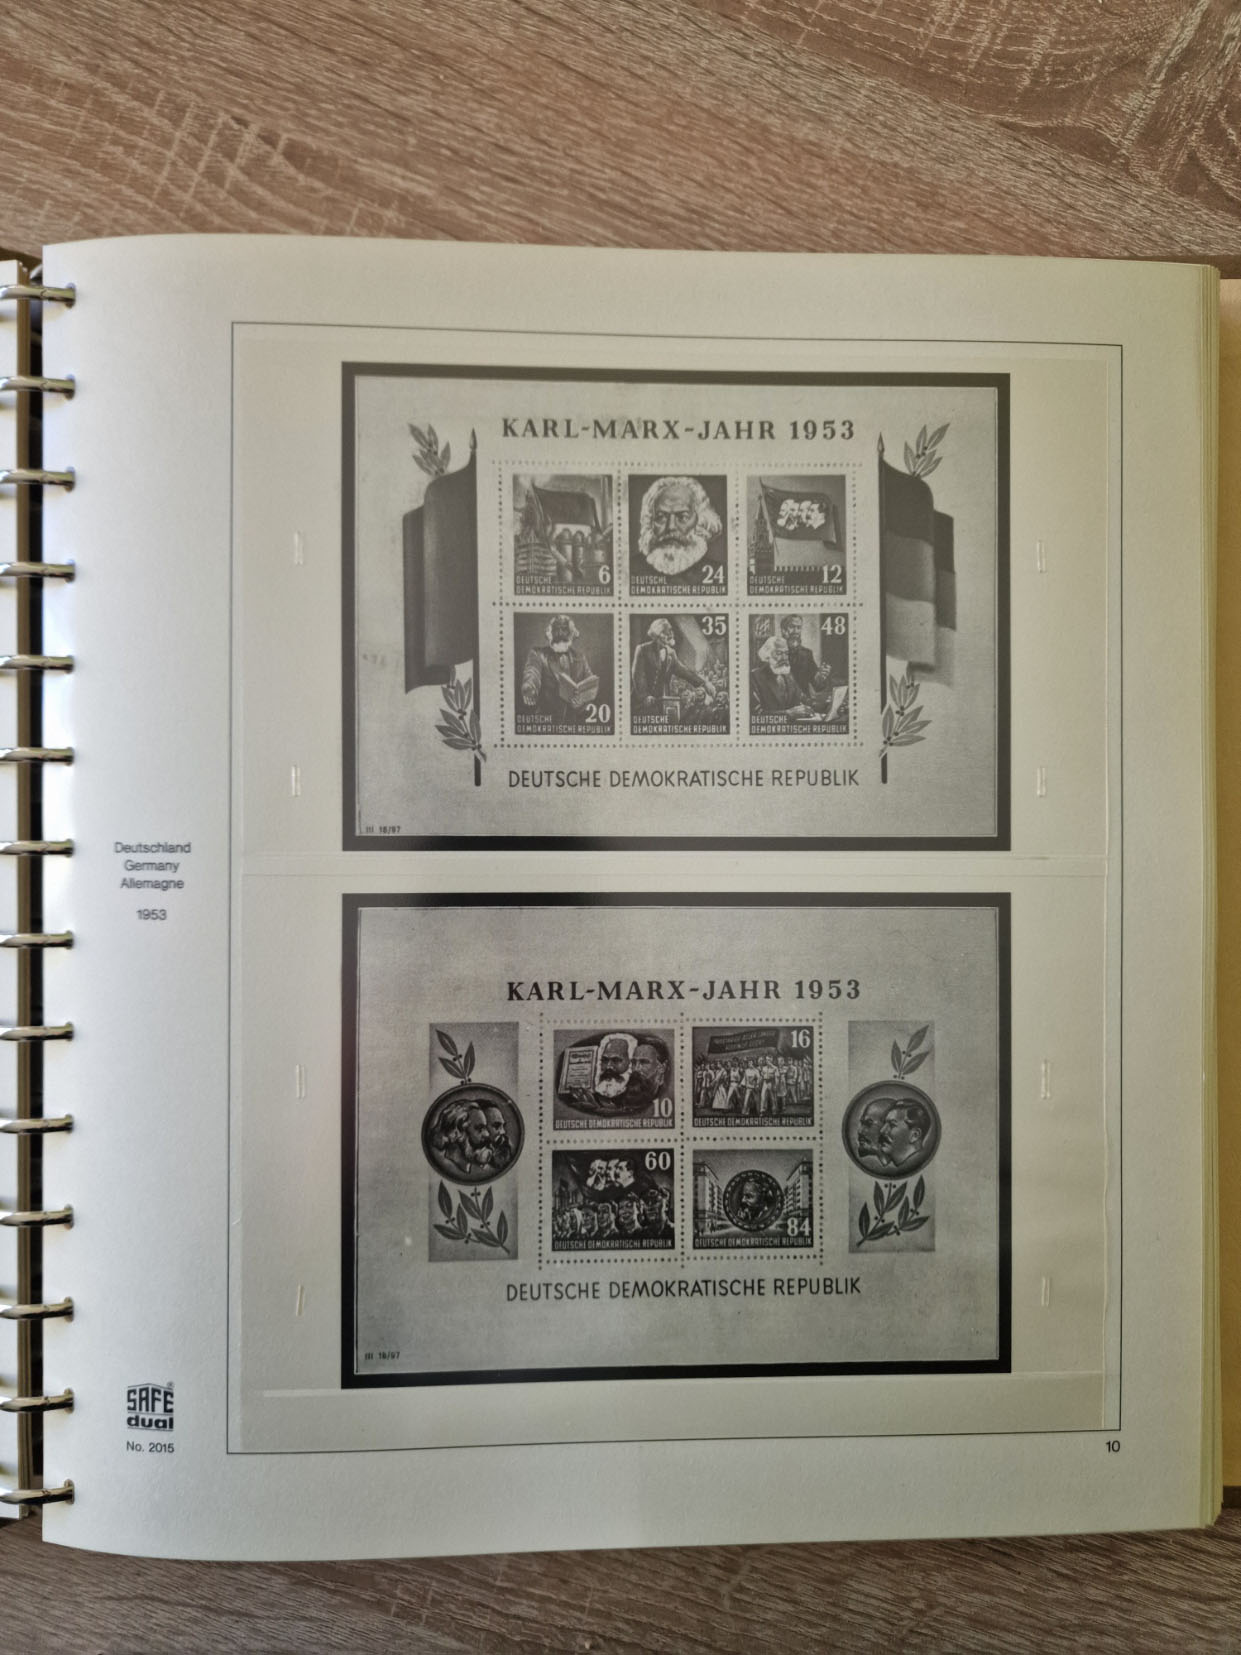 KARL-MARX-JAHR 1953
6
DEUTSCHE
DEMOKRATISCHE REPUBLIK
24
DEUTSCHE
DEMOKRATISCHE REPUBLIK
12
DEUTSCHE
DEMOKRATISCHE REPUBLIK
20
DEUTSCHE
DEMOKRATISCHE REPUBLIK
35
DEUTSCHE
DEMOKRATISCHE REPUBLIK
48
DEUTSCHE
DEMOKRATISCHE REPUBLIK
DEUTSCHE DEMOKRATISCHE REPUBLIK
III 18/97
Deutschland
Germany
Allemagne
1953
KARL-MARX-JAHR 1953
10
DEUTSCHE DEMOKRATISCHE REPUBLIK
16
DEUTSCHE DEMOKRATISCHE REPUBLIK
60
DEUTSCHE DEMOKRATISCHE REPUBLIK
84
DEUTSCHE DEMOKRATISCHE REPUBLIK
DEUTSCHE DEMOKRATISCHE REPUBLIK
III 18/97
SAFE®
dual
No. 2015
10